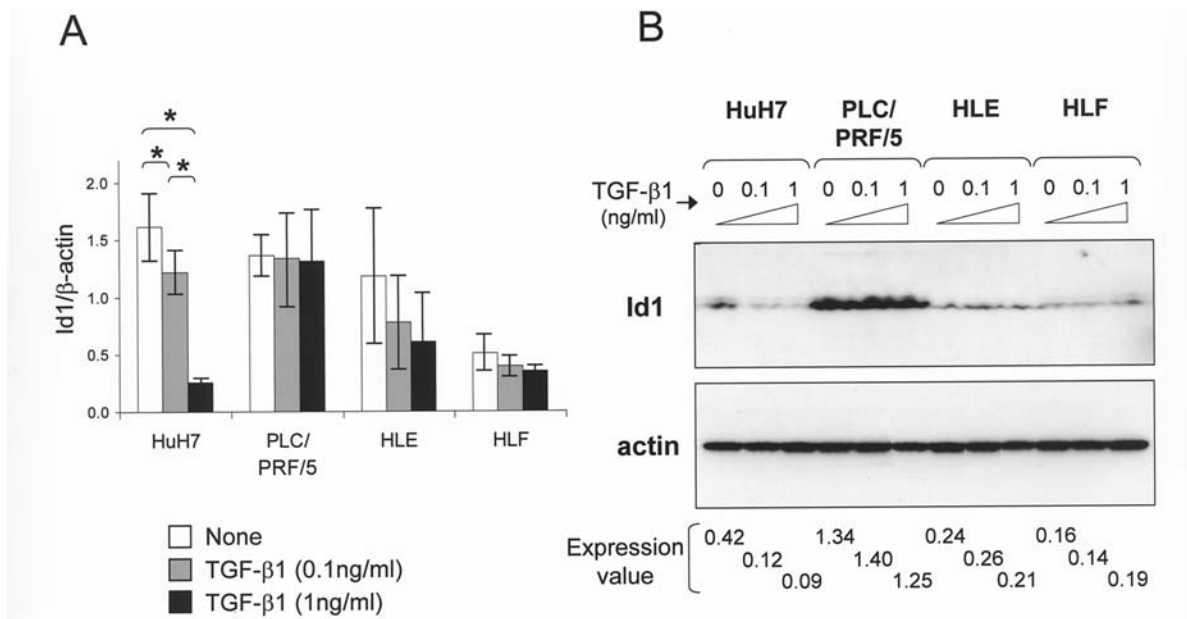 A
*
* *
2.0
1.5
1.0
0.5
0.0
Id1/β-actin
HuH7 PLC/ HLE HLF
PRF/5
None
TGF-β1 (0.1ng/ml)
TGF-β1 (1ng/ml)
B
HuH7 PLC/ HLE HLF
PRF/5
TGF-β1 0 0.1 1 0 0.1 1 0 0.1 1 0 0.1 1
(ng/ml)
Id1
actin
Expression 0.42 1.34 0.24 0.16
value 0.12 1.40 0.26 0.14
0.09 1.25 0.21 0.19